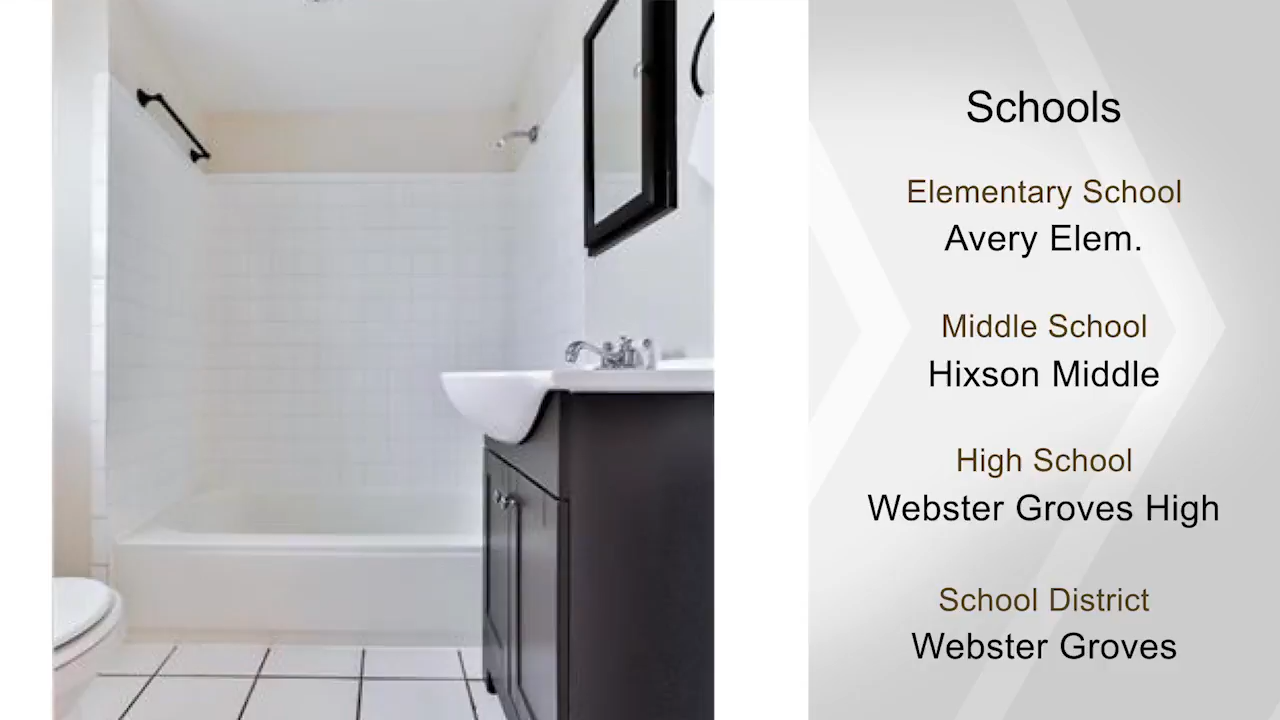 Schools
Elementary School
Avery Elem.
Middle School
Hixson Middle
High School
Webster Groves High
School District
Webster Groves